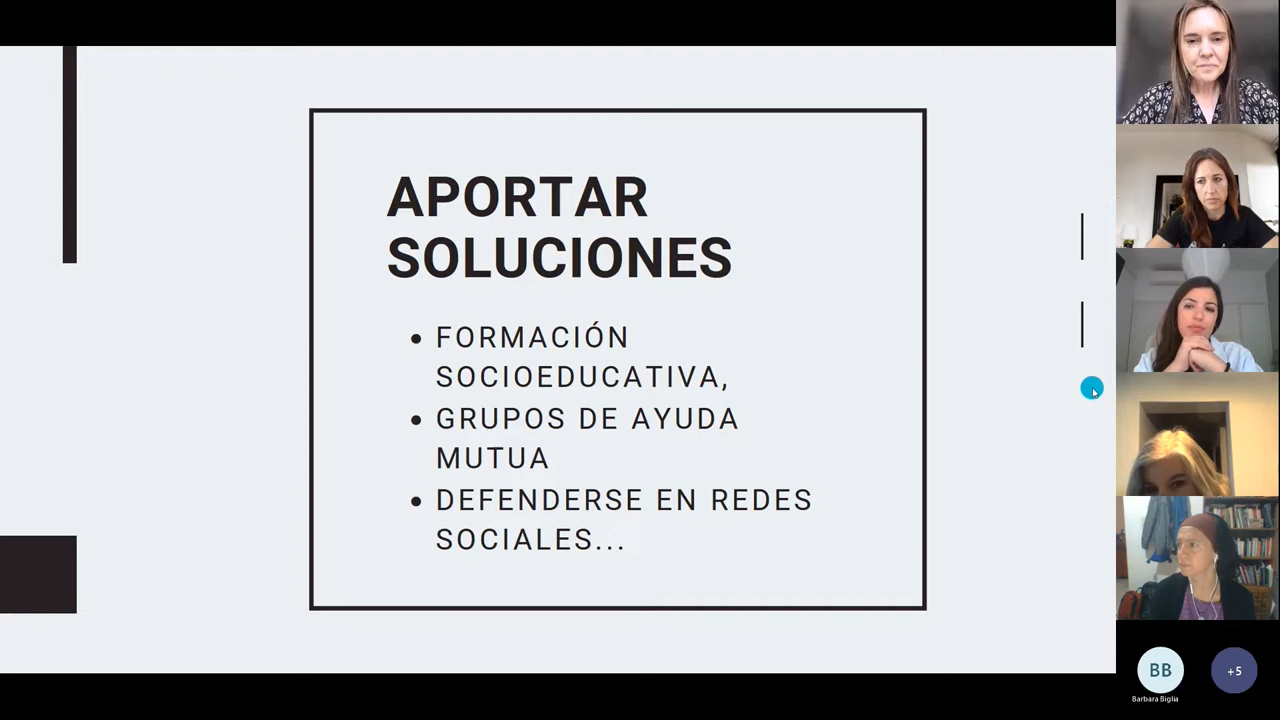 APORTAR
SOLUCIONES
• FORMACIÓN
SOCIOEDUCATIVA,
• GRUPOS DE AYUDA
MUTUA
• DEFENDERSE EN REDES
SOCIALES...
BB
+5
Barbara Biglia